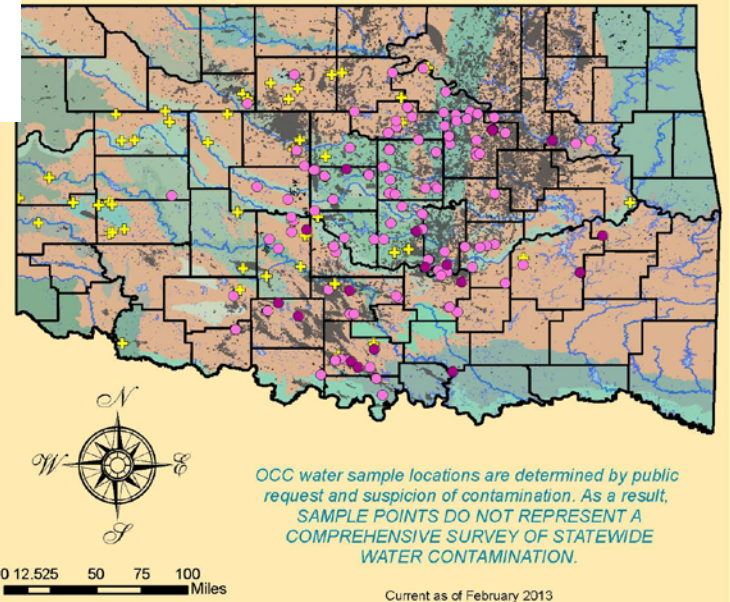 N
W
E
S
OCC water sample locations are determined by public
request and suspicion of contamination. As a result,
SAMPLE POINTS DO NOT REPRESENT A
COMPREHENSIVE SURVEY OF STATEWIDE
WATER CONTAMINATION.
0 12.525 50 75 100
Miles
Current as of February 2013